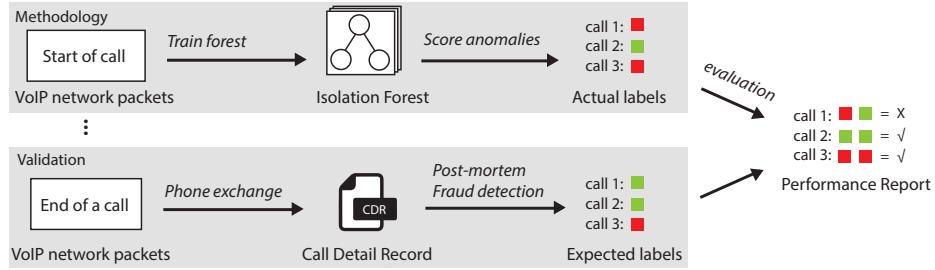 Methodology
Start of call
VoIP network packets
Train forest
Isolation Forest
Score anomalies
call 1:
call 2:
call 3:
Actual labels
Validation
End of a call
VoIP network packets
Phone exchange
CDR
Call Detail Record
Post-mortem
Fraud detection
call 1:
call 2:
call 3:
Expected labels
evaluation
call 1: = X
call 2: = √
call 3: = √
Performance Report